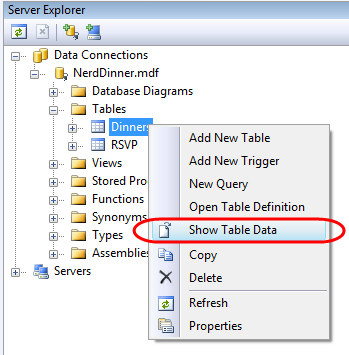 Server Explorer
Data Connections
NerdDinner.mdf
Database Diagrams
Tables
Dinners
RSVP
Views
Stored Pro
Functions
Synonyms
Types
Assemblies
Servers
Add New Table
Add New Trigger
New Query
Open Table Definition
Show Table Data
Copy
Delete
Refresh
Properties